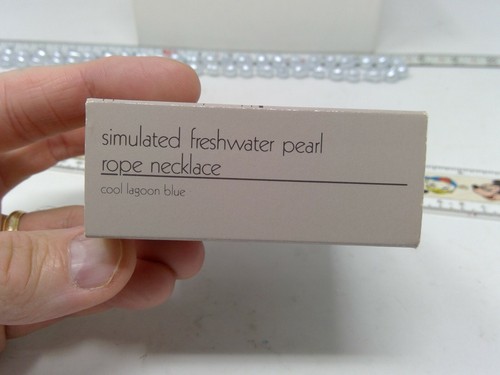 simulated freshwater pearl
rope necklace
cool lagoon blue